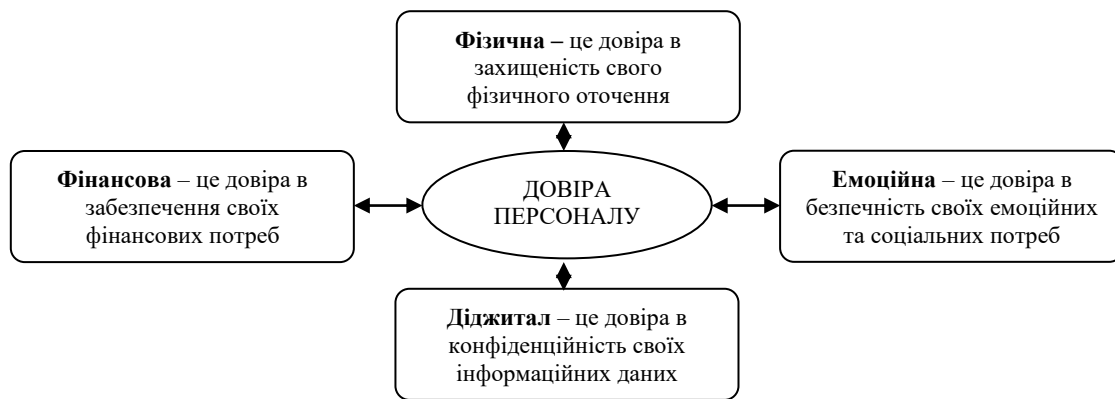 Фізична – це довіра в
захищеність свого
фізичного оточення
Фінансова – це довіра в
забезпечення своїх
фінансових потреб
ДОВІРА
ПЕРСОНАЛУ
Емоційна – це довіра в
безпечність своїх емоційних
та соціальних потреб
Діджитал – це довіра в
конфіденційність своїх
інформаційних даних